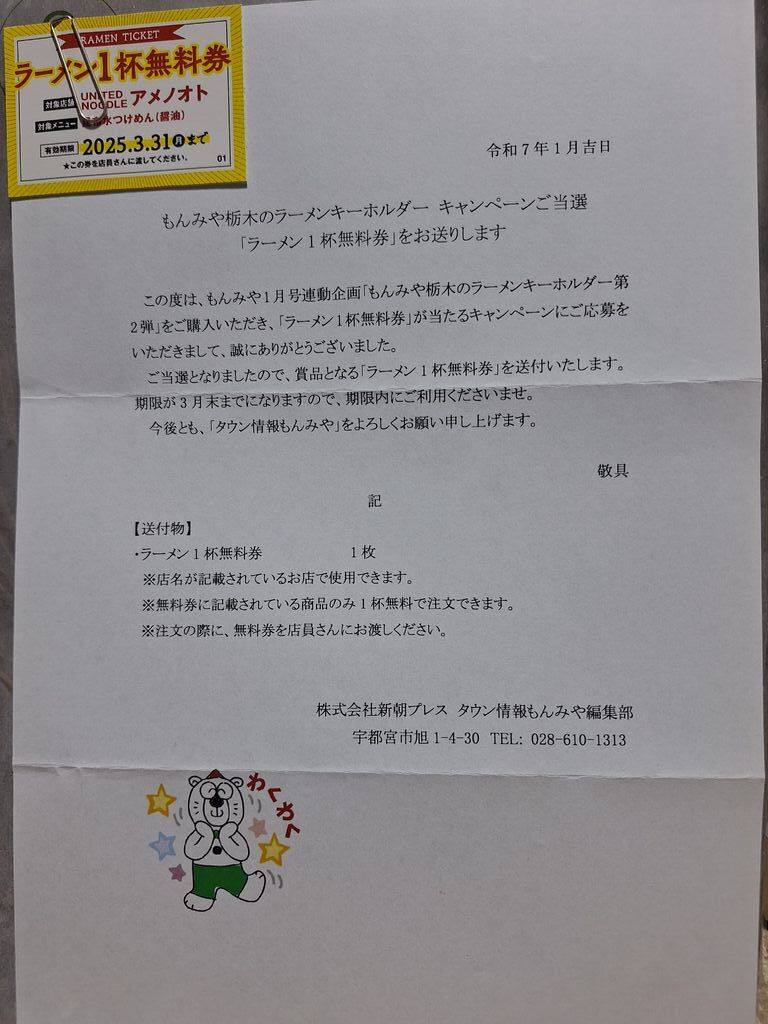 RAMEN TICKET
ラーメン1杯無料券
対象店舗 UNITED NOODLE アメノオト
対象メニュー 水つけめん(醤油)
有効期限 2025.3.31月まで
★この券を店員さんに渡してください。 01
令和7年1月吉日
もんみや栃木のラーメンキーホルダー キャンペーンご当選
「ラーメン1杯無料券」をお送りします
この度は、もんみや1月号連動企画「もんみや栃木のラーメンキーホルダー第
2弾」をご購入いただき、「ラーメン1杯無料券」が当たるキャンペーンにご応募を
いただきまして、誠にありがとうございました。
ご当選となりましたので、賞品となる「ラーメン1杯無料券」を送付いたします。
期限が3月末までになりますので、期限内にご利用くださいませ。
今後とも、「タウン情報もんみや」をよろしくお願い申し上げます。
敬具
記
【送付物】
・ラーメン1杯無料券 1枚
※店名が記載されているお店で使用できます。
※無料券に記載されている商品のみ1杯無料で注文できます。
※注文の際に、無料券を店員さんにお渡しください。
株式会社新朝プレス タウン情報もんみや編集部
宇都宮市旭1-4-30 TEL: 028-610-1313
わくわく